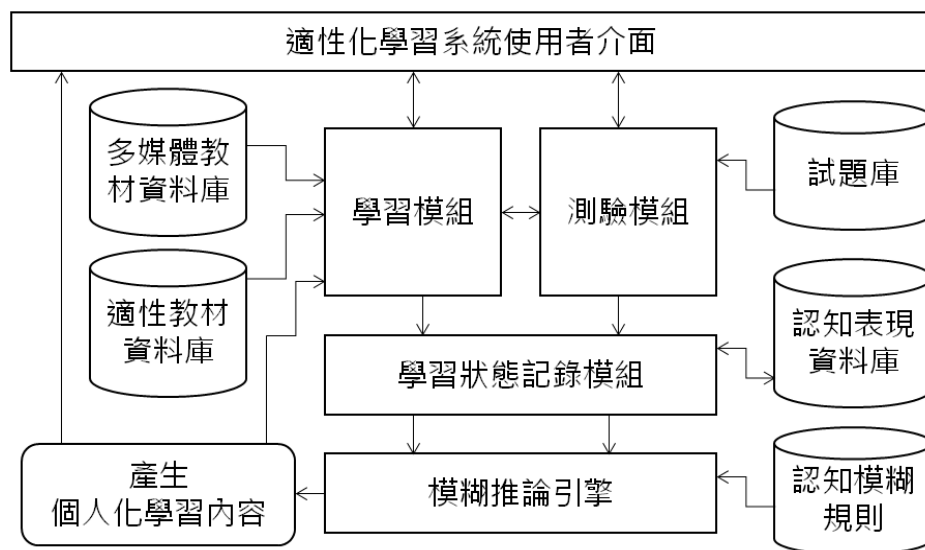 適性化學習系統使用者介面
多媒體教
材資料庫
學習模組
測驗模組
試題庫
適性教材
資料庫
學習狀態記錄模組
認知表現
資料庫
產生
個人化學習內容
模糊推論引擎
認知模糊
規則